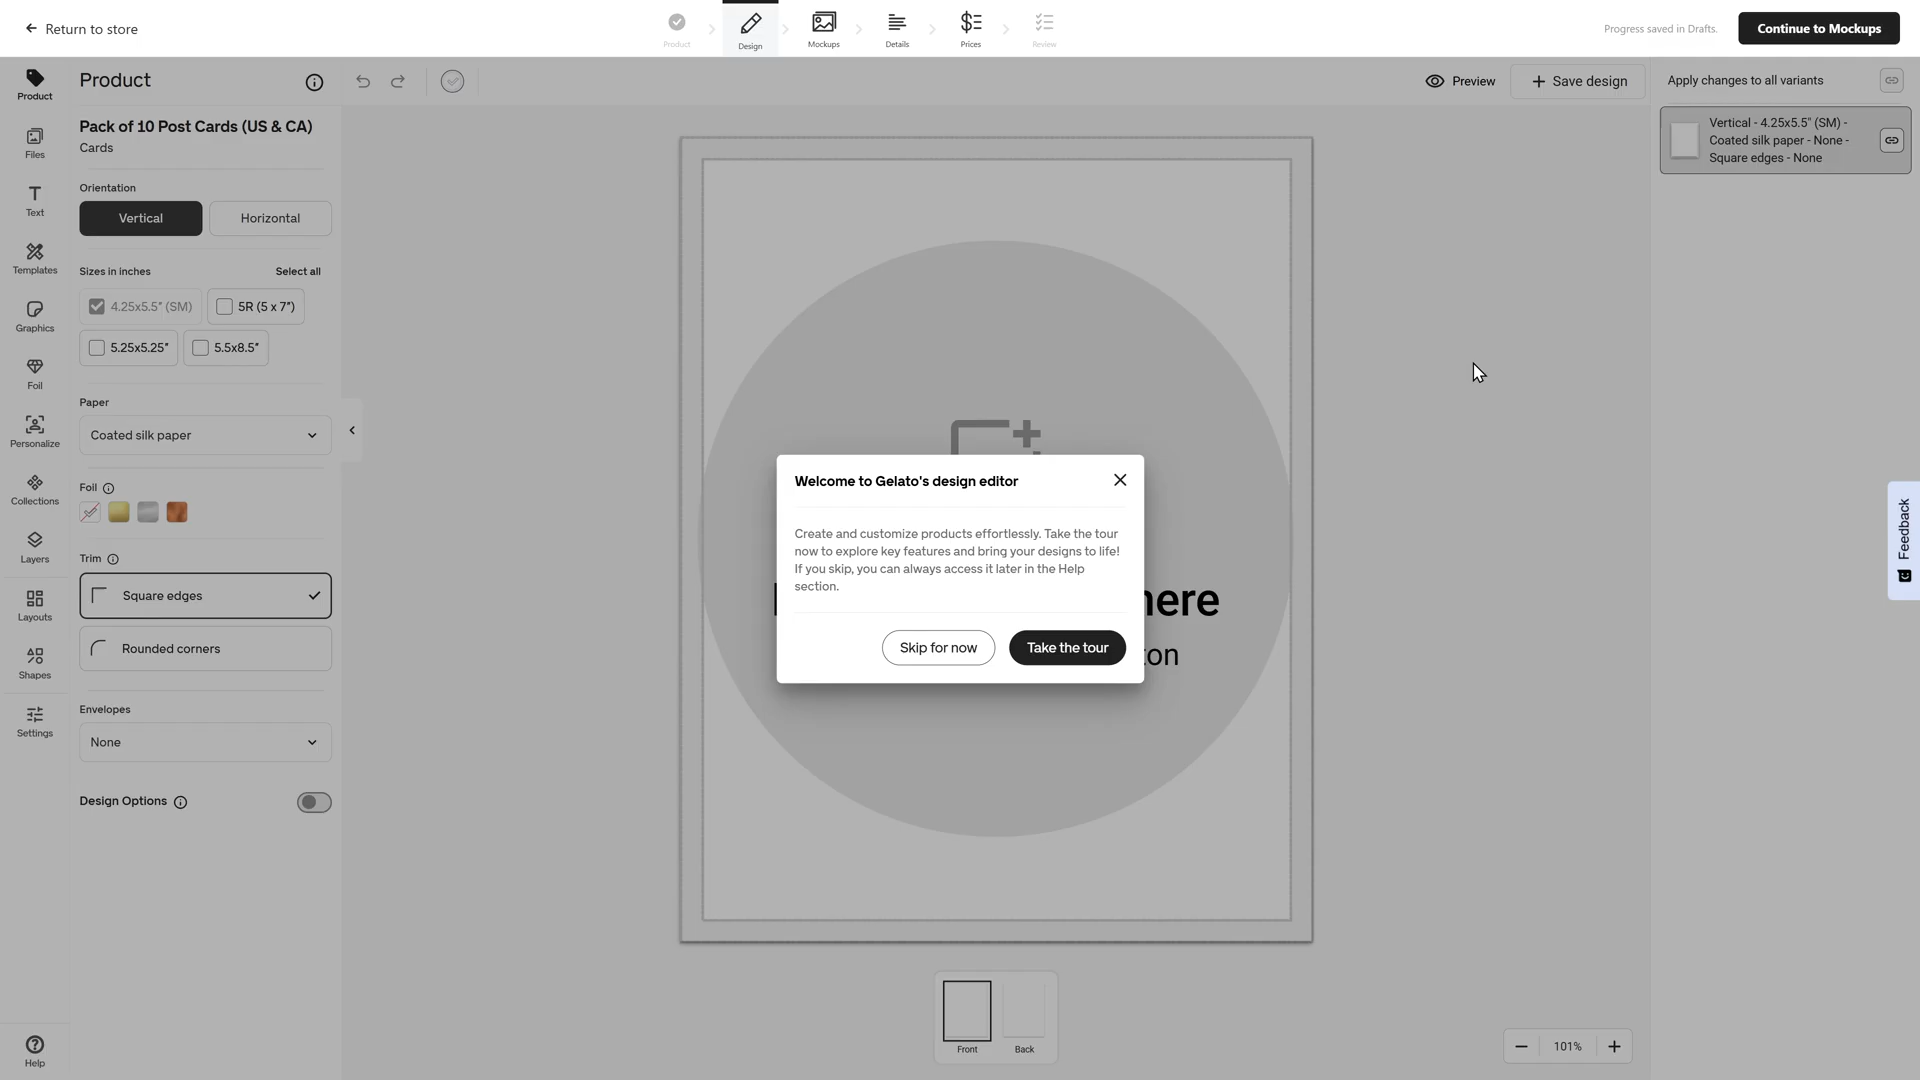 Return to store
Product
Design
Mockups
Details
Prices
Review
Progress saved in Drafts.
Continue to Mockups
Product
Files
Text
Templates
Graphics
Foil
Personalize
Collections
Layers
Layouts
Shapes
Settings
Help
Product
Pack of 10 Post Cards (US & CA)
Cards
Orientation
Vertical
Horizontal
Sizes in inches
Select all
4.25x5.5" (SM)
5R (5 x 7")
5.25x5.25"
5.5x8.5"
Paper
Coated silk paper
Foil
Trim
Square edges
Rounded corners
Envelopes
None
Design Options
Preview
Save design
Welcome to Gelato's design editor
Create and customize products effortlessly. Take the tour
now to explore key features and bring your designs to life!
If you skip, you can always access it later in the Help
section.
Skip for now
Take the tour
here
Front
Back
101%
Apply changes to all variants
Vertical - 4.25x5.5" (SM) -
Coated silk paper - None -
Square edges - None
Feedback